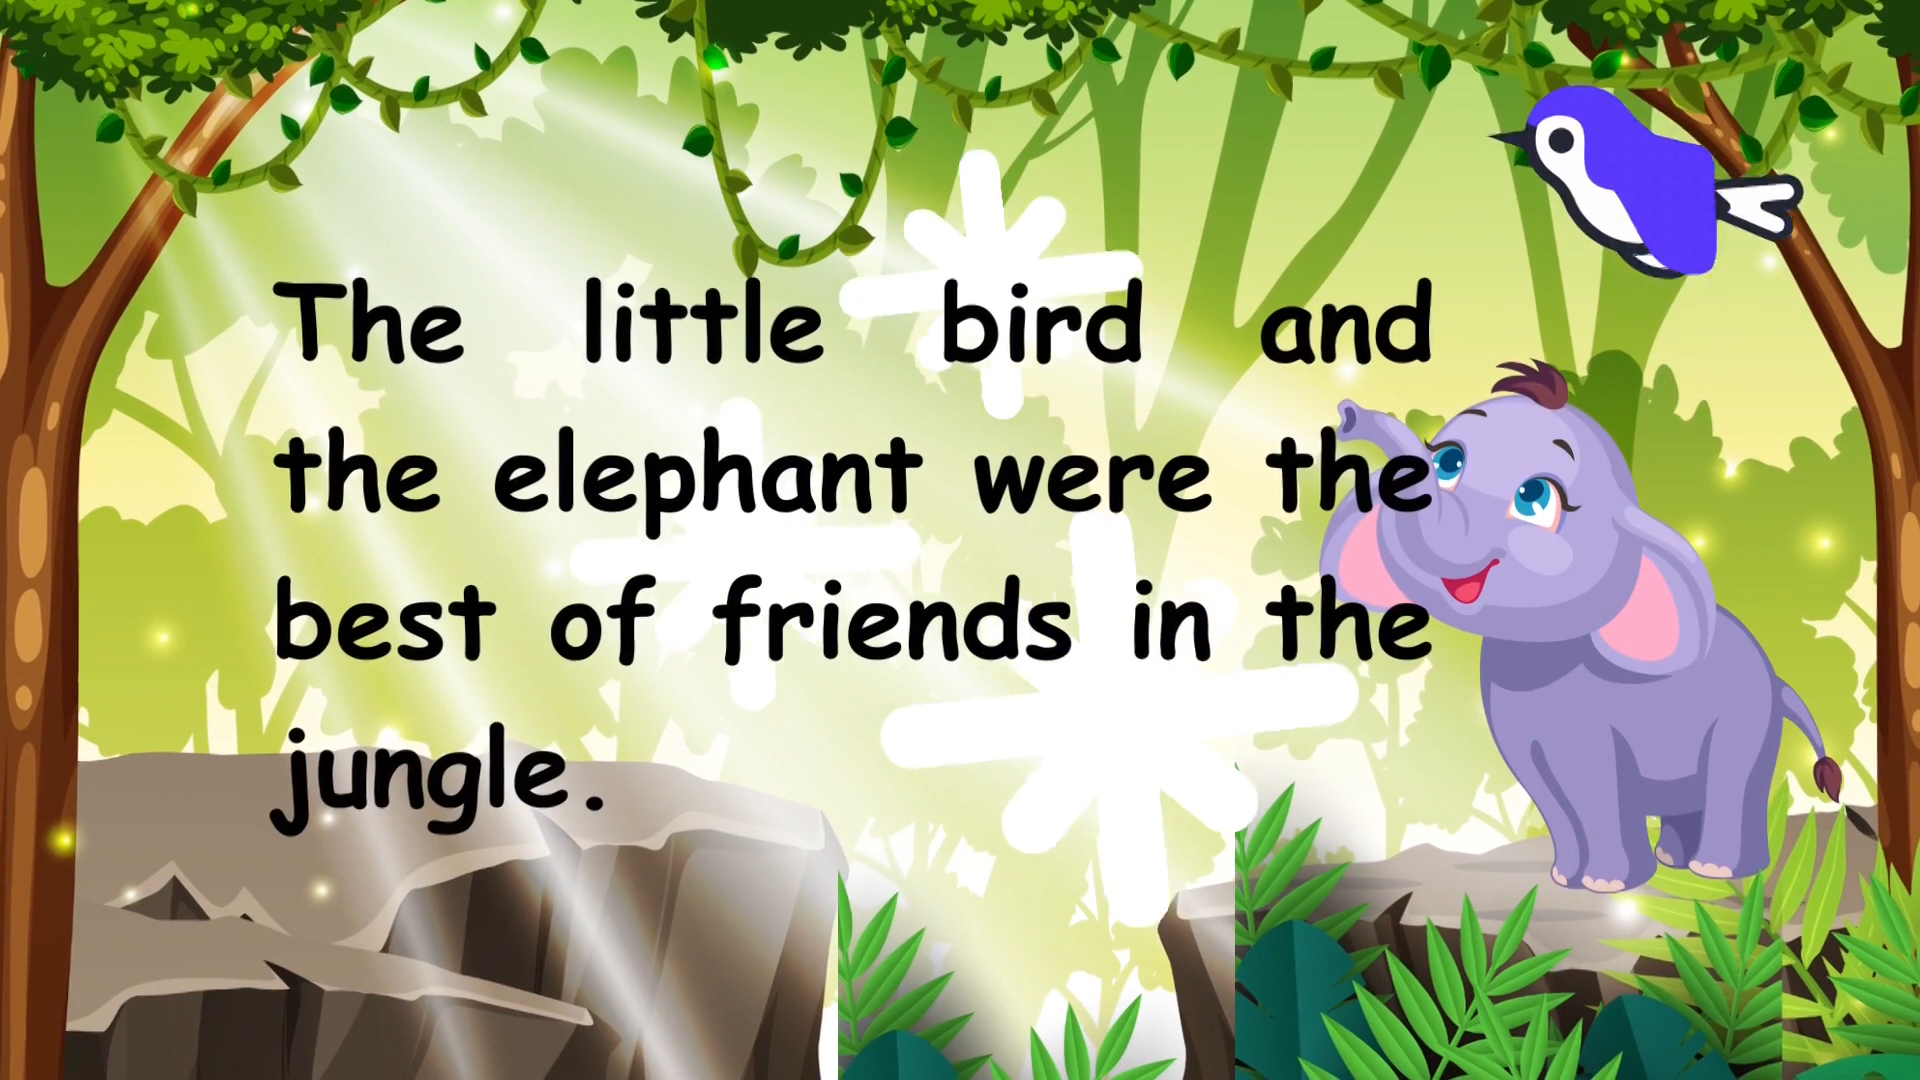 The little bird and
the elephant were the
best of friends in the
jungle.